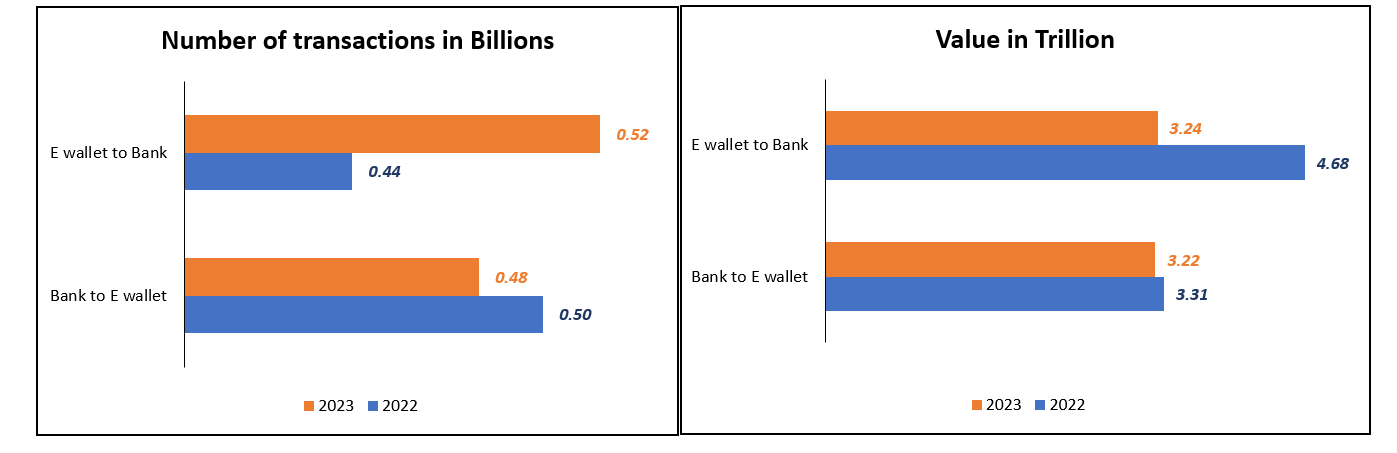 Number of transactions in Billions
E wallet to Bank
0.52
0.44
Bank to E wallet
0.48
0.50
2023 2022
Value in Trillion
E wallet to Bank
3.24
4.68
Bank to E wallet
3.22
3.31
2023 2022